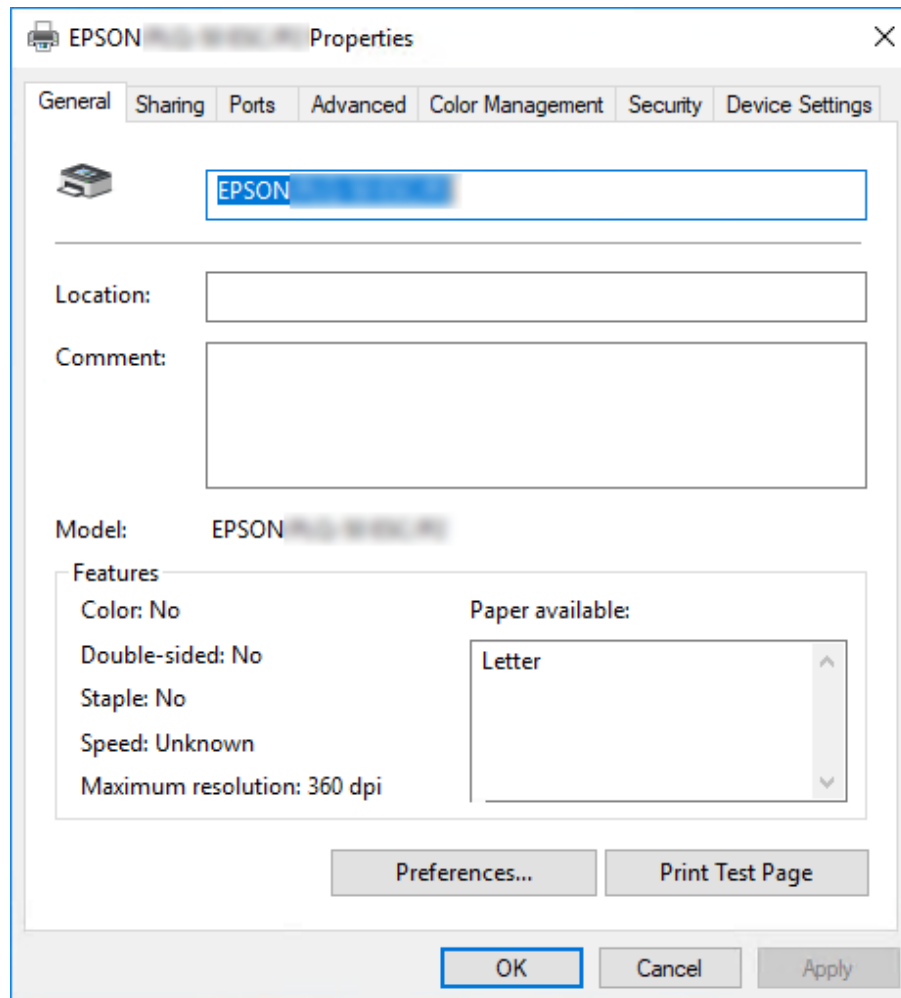 EPSON Properties
General Sharing Ports Advanced Color Management Security Device Settings
EPSON
Location:
Comment:
Model: EPSON
Features
Color: No
Paper available:
Double-sided: No
Letter
Staple: No
Speed: Unknown
Maximum resolution: 360 dpi
Preferences... Print Test Page
OK Cancel Apply